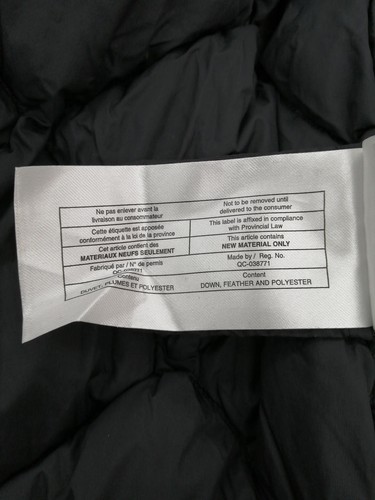 Ne pas enlever avant la
livraison au consommateur
Cette étiquette est apposée
conformément à la loi de la province
Cet article contient des
MATÉRIAUX NEUFS SEULEMENT
Fabriqué par / N° de permis
Contenu
DUVET, PLUMES ET POLYESTER
Not to be removed until
delivered to the consumer
This label is affixed in compliance
with Provincial Law
This article contains
NEW MATERIAL ONLY
Made by / Reg. No.
QC-038771
Content
DOWN, FEATHER AND POLYESTER